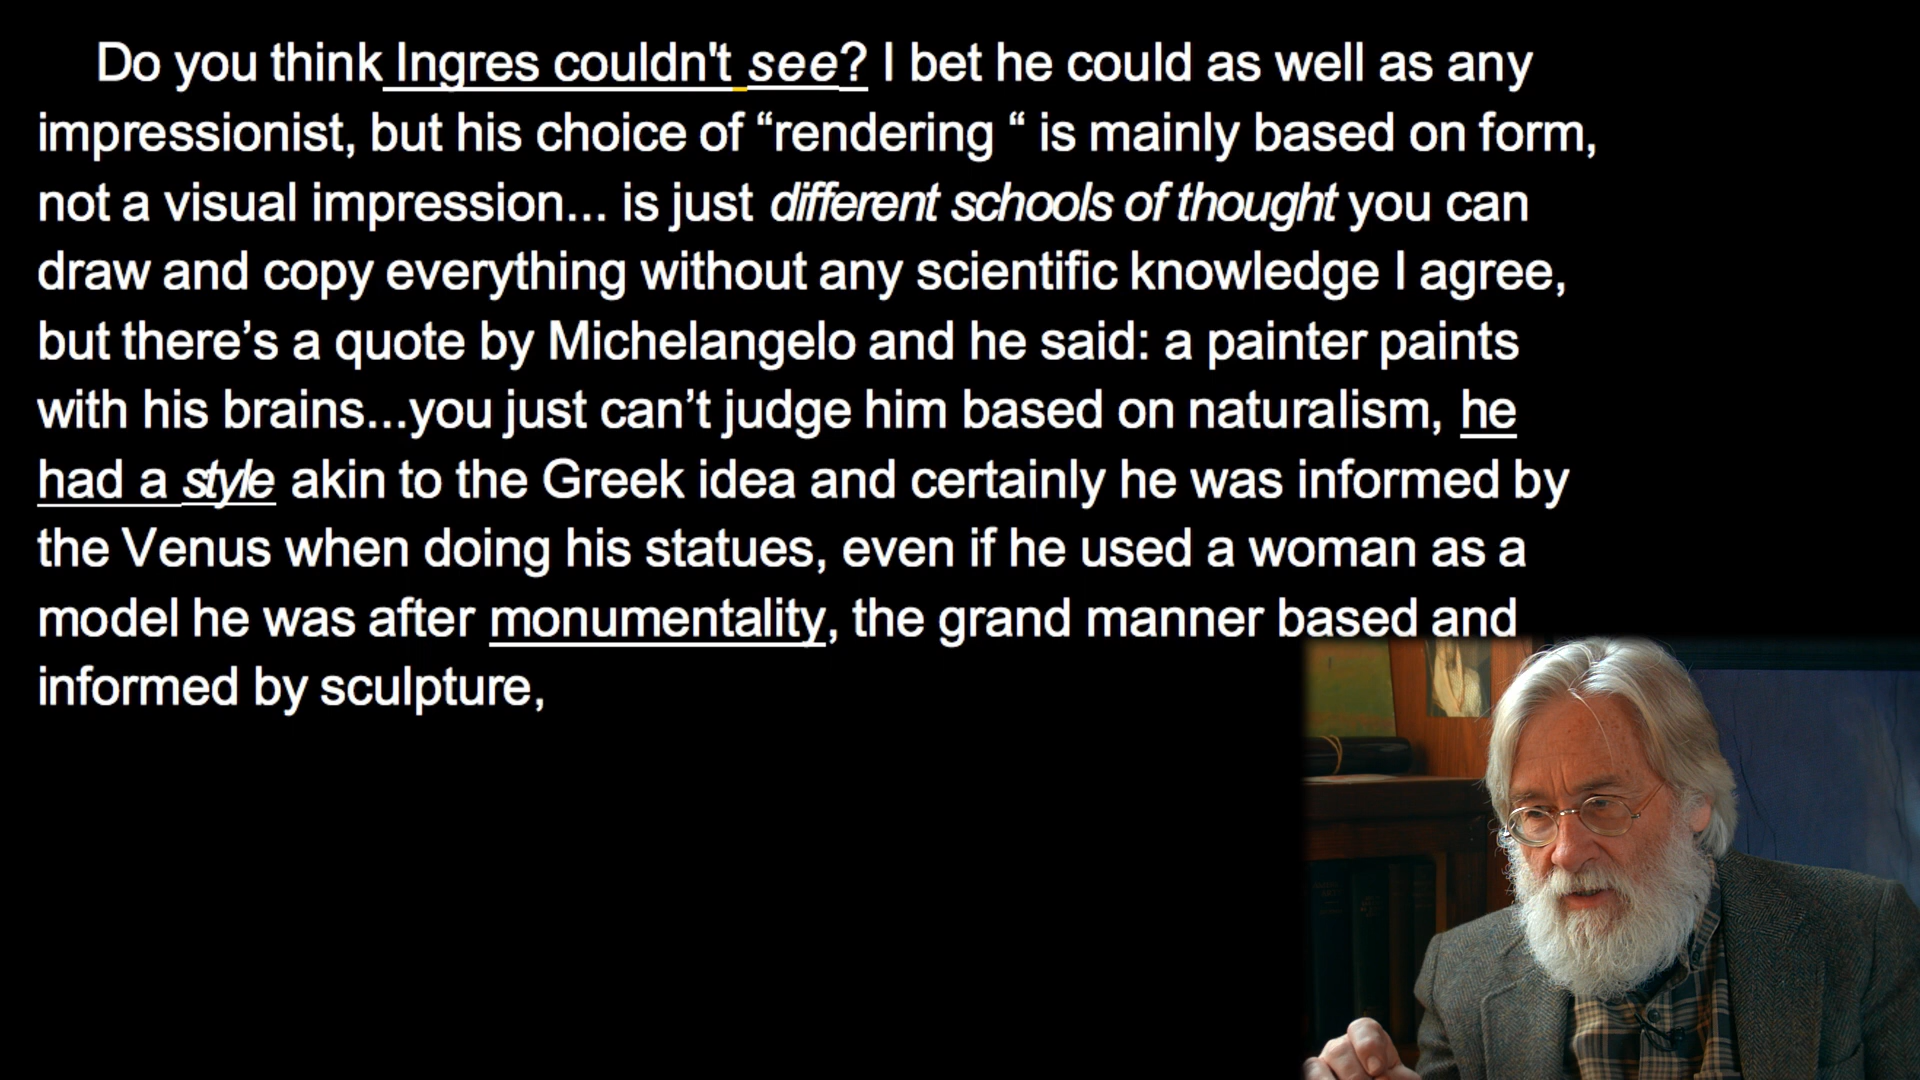 Do you think Ingres couldn't see? I bet he could as well as any
impressionist, but his choice of “rendering “ is mainly based on form,
not a visual impression... is just different schools of thought you can
draw and copy everything without any scientific knowledge I agree,
but there’s a quote by Michelangelo and he said: a painter paints
with his brains...you just can’t judge him based on naturalism, he
had a style akin to the Greek idea and certainly he was informed by
the Venus when doing his statues, even if he used a woman as a
model he was after monumentality, the grand manner based and
informed by sculpture,